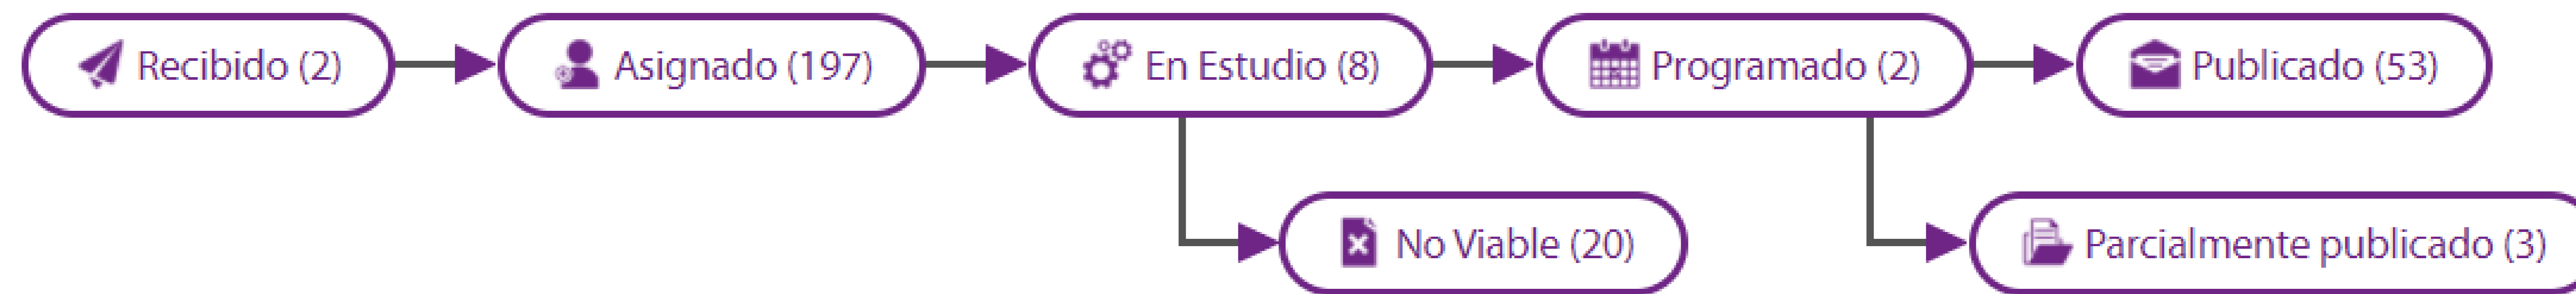 Recibido (2)
Asignado (197)
En Estudio (8)
Programado (2)
Publicado (53)
No Viable (20)
Parcialmente publicado (3)